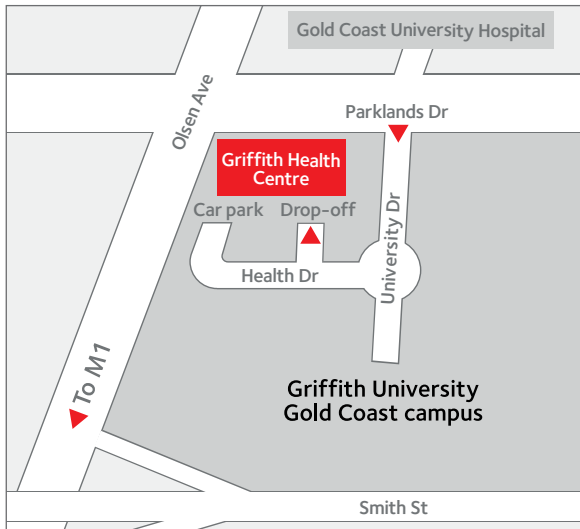 Gold Coast University Hospital
Olsen Ave
Parklands Dr
Griffith Health
Centre
Car park
Drop-off
University Dr
Health Dr
To M1
Griffith University
Gold Coast campus
Smith St